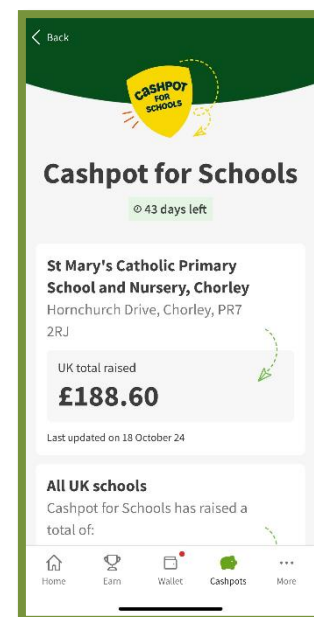 Back
CASHPOT
FOR
SCHOOLS
Cashpot for Schools
43 days left
St Mary's Catholic Primary
School and Nursery, Chorley
Hornchurch Drive, Chorley, PR7
2RJ
UK total raised
£188.60
Last updated on 18 October 24
All UK schools
Cashpot for Schools has raised a
total of:
Home Earn Wallet Cashpots More